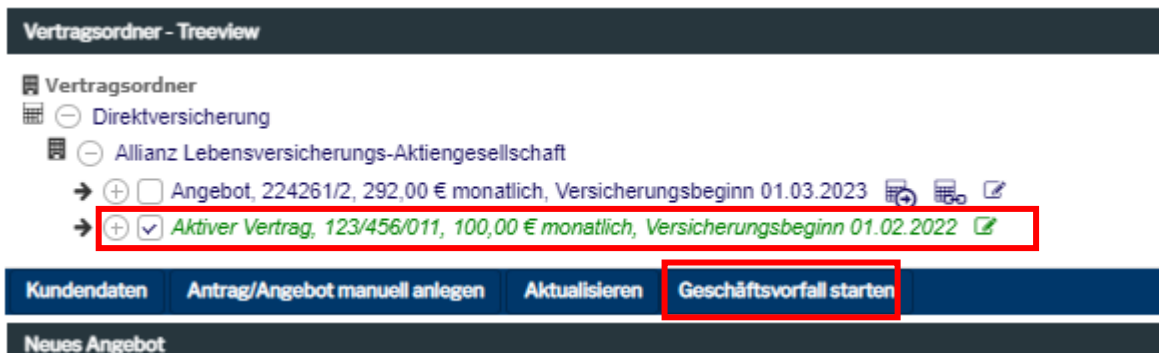 Vertragsordner - Treeview
Vertragsordner
Direktversicherung
Allianz Lebensversicherungs-Aktiengesellschaft
Angebot, 224261/2, 292,00 € monatlich, Versicherungsbeginn 01.03.2023
Aktiver Vertrag, 123/456/011, 100,00 € monatlich, Versicherungsbeginn 01.02.2022
Kundendaten Antrag/Angebot manuell anlegen Aktualisieren Geschäftsvorfall starten
Neues Angebot